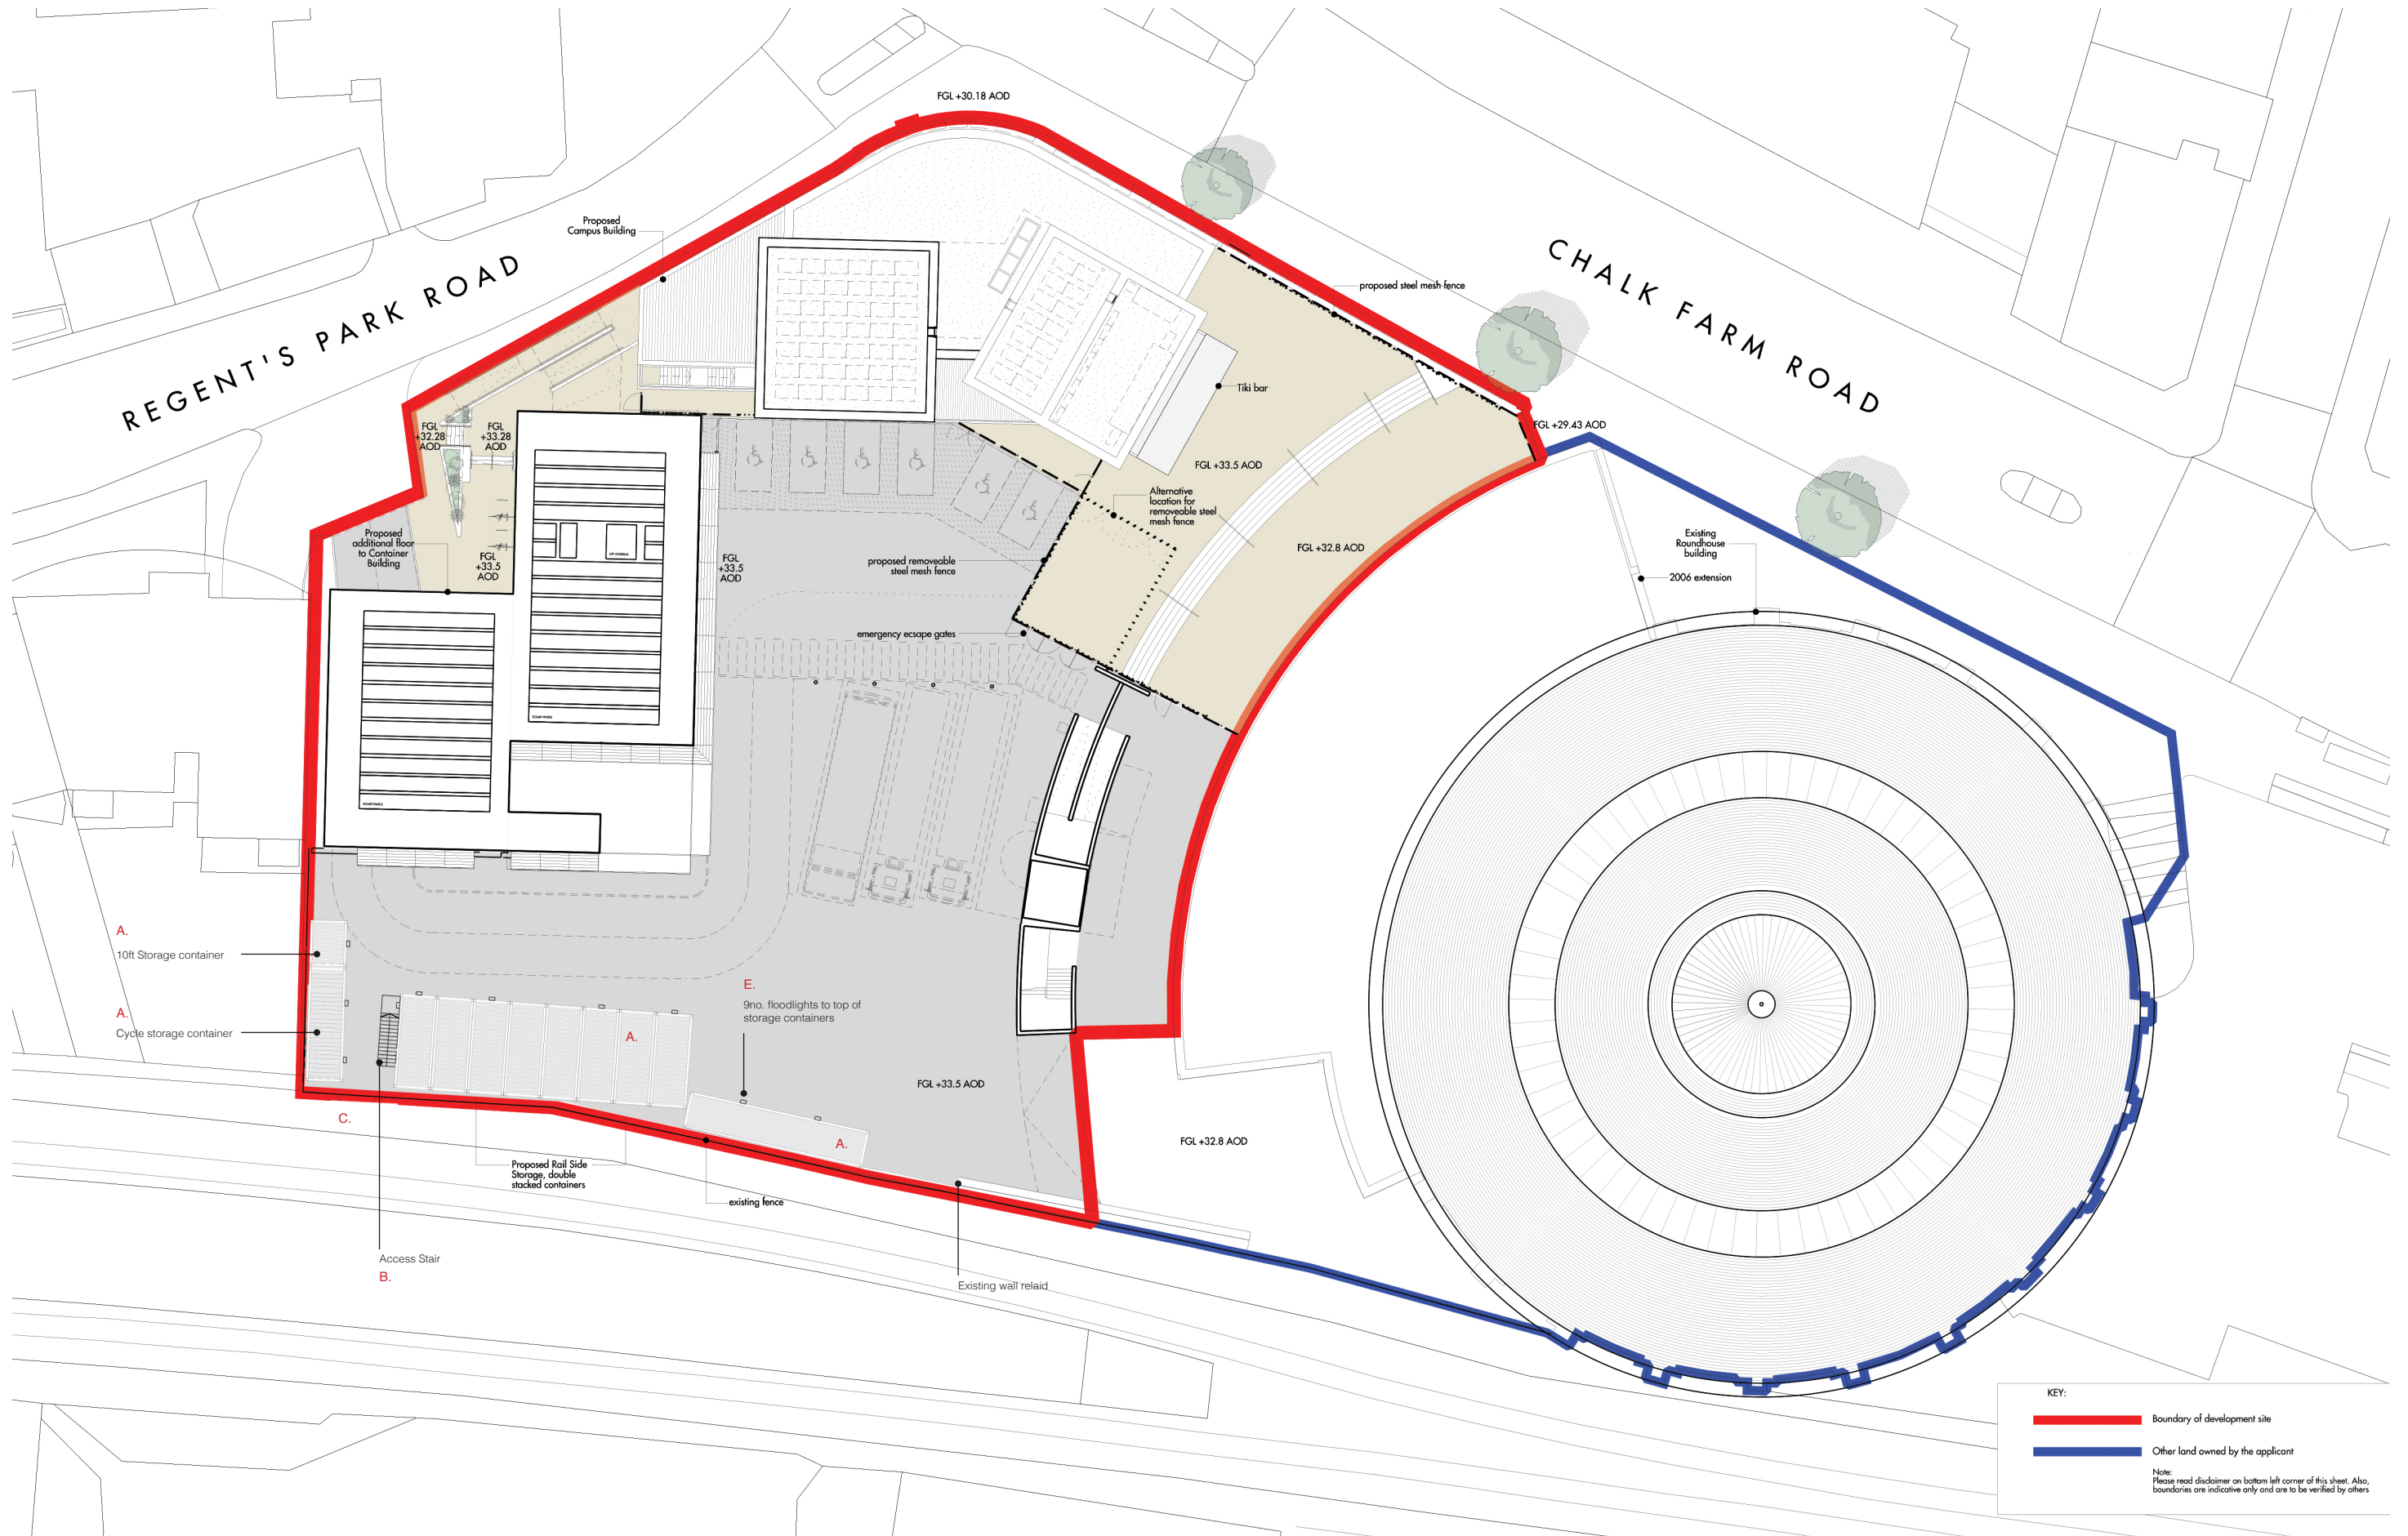 FGL +30.18 AOD
Proposed
Campus Building
REGENT'S PARK ROAD
CHALK FARM ROAD
proposed steel mesh fence
Tiki bar
FGL
+32.28
AOD
FGL
+33.28
AOD
FGL +29.43 AOD
FGL +33.5 AOD
Alternative
location for
removeable steel
mesh fence
Proposed
additional floor
to Container
Building
FGL
+33.5
AOD
FGL
+33.5
AOD
proposed removeable
steel mesh fence
FGL +32.8 AOD
Existing
Roundhouse
building
2006 extension
emergency ecsape gates
SOLAR PANELS
SOLAR PANELS
A.
10ft Storage container
A.
Cycle storage container
E.
9no. floodlights to top of
storage containers
A.
FGL +33.5 AOD
C.
A.
FGL +32.8 AOD
Proposed Rail Side
Storage, double
stacked containers
existing fence
Access Stair
B.
Existing wall relaid
KEY:
Boundary of development site
Other land owned by the applicant
Note:
Please read disclaimer on bottom left corner of this sheet. Also,
boundaries are indicative only and are to be verified by others